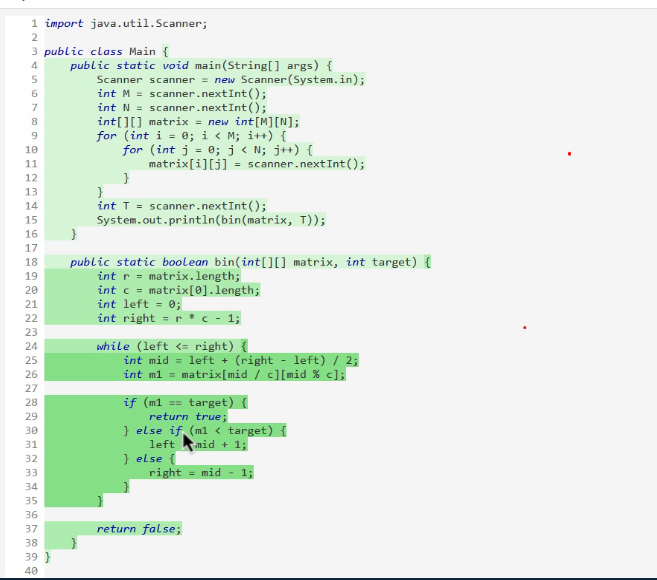 1 import java.util.Scanner;
2
3 public class Main {
4 public static void main(String[] args) {
5 Scanner scanner = new Scanner(System.in);
6 int M = scanner.nextInt();
7 int N = scanner.nextInt();
8 int[][] matrix = new int[M][N];
9 for (int i = 0; i < M; i++) {
10 for (int j = 0; j < N; j++) {
11 matrix[i][j] = scanner.nextInt();
12 }
13 }
14 int T = scanner.nextInt();
15 System.out.println(bin(matrix, T));
16 }
17
18 public static boolean bin(int[][] matrix, int target) {
19 int r = matrix.length;
20 int c = matrix[0].length;
21 int left = 0;
22 int right = r * c - 1;
23
24 while (left <= right) {
25 int mid = left + (right - left) / 2;
26 int m1 = matrix[mid / c][mid % c];
27
28 if (m1 == target) {
29 return true;
30 } else if (m1 < target) {
31 left mid + 1;
32 } else {
33 right = mid - 1;
34 }
35 }
36
37 return false;
38 }
39 }
40